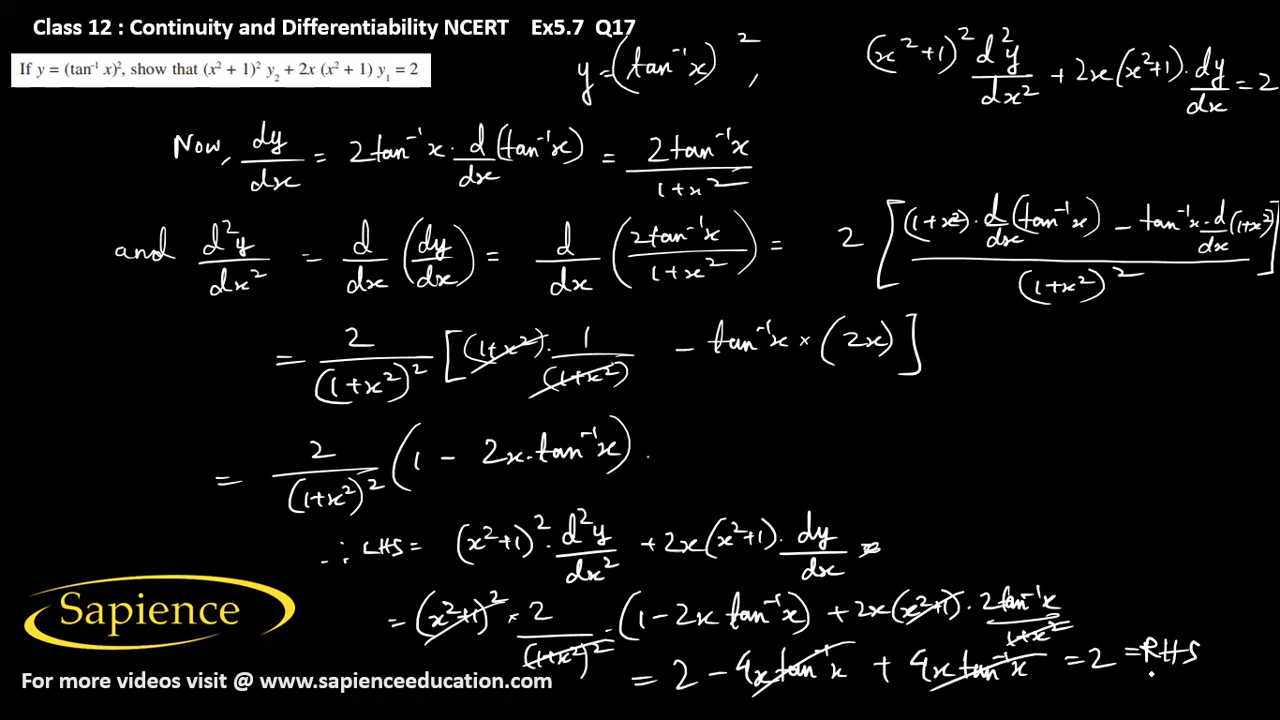 Class 12 : Continuity and Differentiability NCERT Ex5.7 Q17
If y = (tan⁻¹ x)², show that (x² + 1)² y₂ + 2x (x² + 1) y₁ = 2
y = (tan⁻¹x)², (x²+1)² d²y/dx² + 2x(x²+1)·dy/dx = 2
Now, dy/dx = 2tan⁻¹x · d/dx (tan⁻¹x) = 2tan⁻¹x/1+x²
and d²y/dx² = d/dx (dy/dx) = d/dx (2tan⁻¹x/1+x²) = 2 [(1+x²)·d/dx(tan⁻¹x) – tan⁻¹x·d/dx(1+x²)/(1+x²)²]
= 2/(1+x²)² [(1+x²)·1/(1+x²) – tan⁻¹x × (2x)]
= 2/(1+x²)² (1 – 2x·tan⁻¹x).
∴ LHS = (x²+1)²·d²y/dx² + 2x(x²+1)·dy/dx
= (x²+1)² × 2/(1+x²)² (1–2x tan⁻¹x) + 2x(x²+1)·2tan⁻¹x/1+x²
= 2 – 4x tan⁻¹x + 4x tan⁻¹x = 2 = RHS
Sapience
For more videos visit @ www.sapienceeducation.com